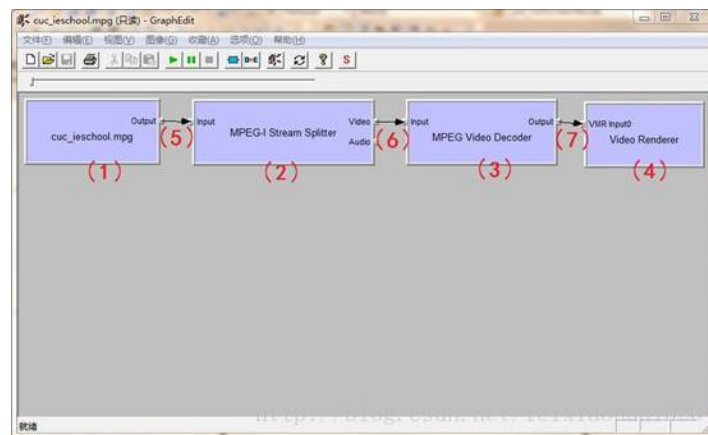 cuc_ieschool.mpg (只读) - GraphEdit
文件(F) 编辑(E) 视图(V) 图像(G) 收藏(A) 选项(O) 帮助(H)
S
Output
cuc_ieschool.mpg
(1)
(5)
Input
MPEG-I Stream Splitter
Video
Audio
(2)
(6)
Input
Output
MPEG Video Decoder
(3)
(7)
VMR Input0
Video Renderer
(4)
就绪